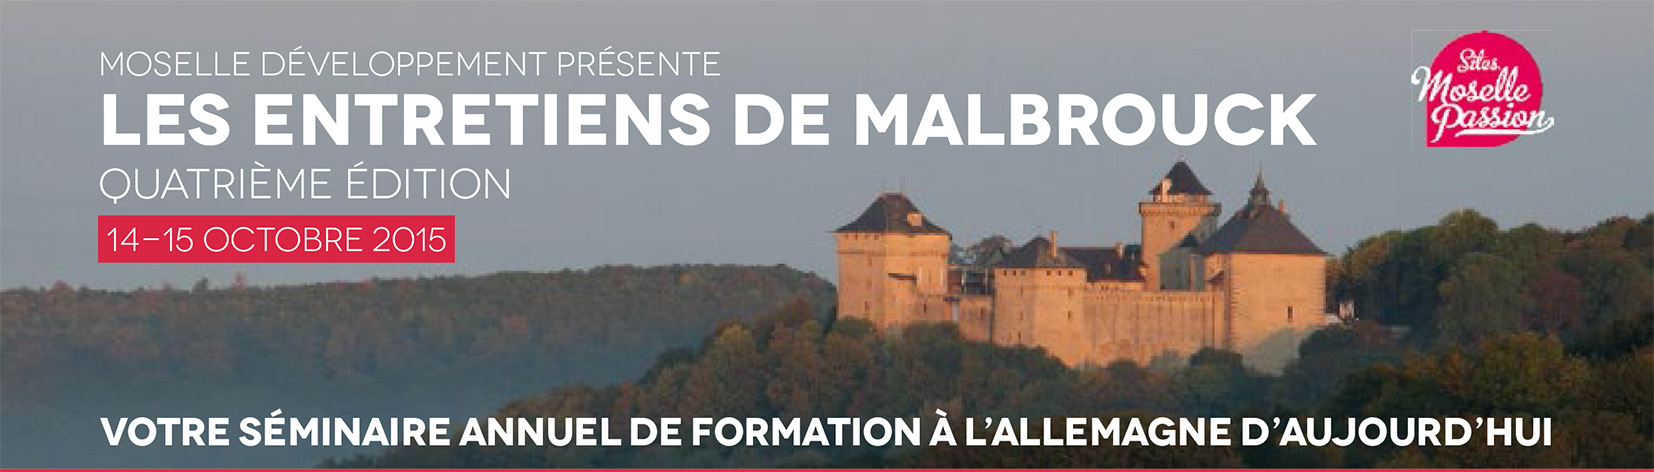 MOSELLE DÉVELOPPEMENT PRÉSENTE
LES ENTRETIENS DE MALBROUCK
QUATRIÈME ÉDITION
14–15 OCTOBRE 2015
Sites
Moselle
Passion
VOTRE SÉMINAIRE ANNUEL DE FORMATION À L’ALLEMAGNE D’AUJOURD’HUI